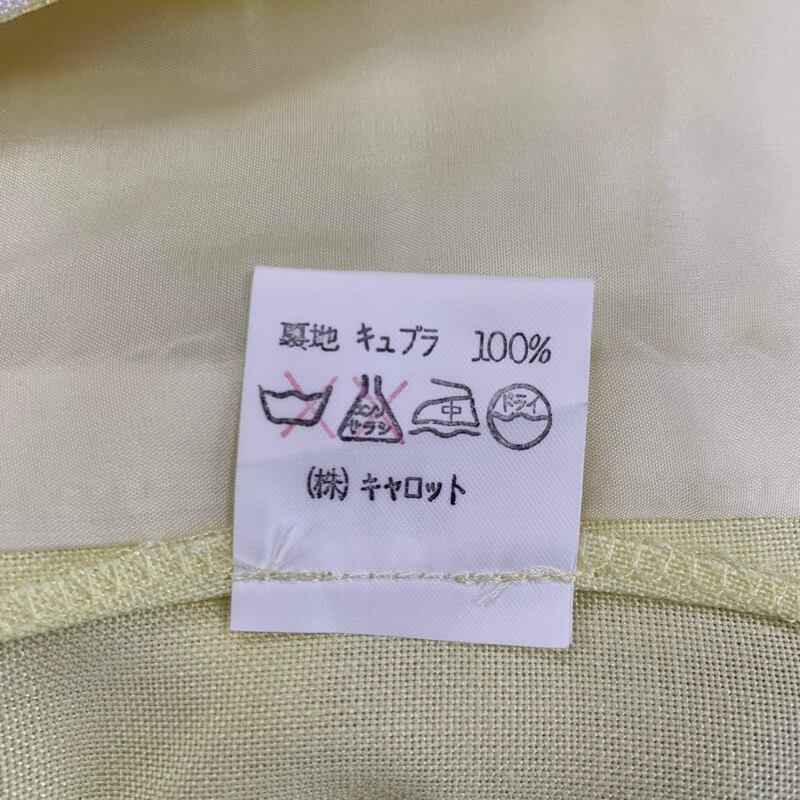 裏地 キュブラ 100%
エンソ サラシ 中 ドライ
(株) キャロット